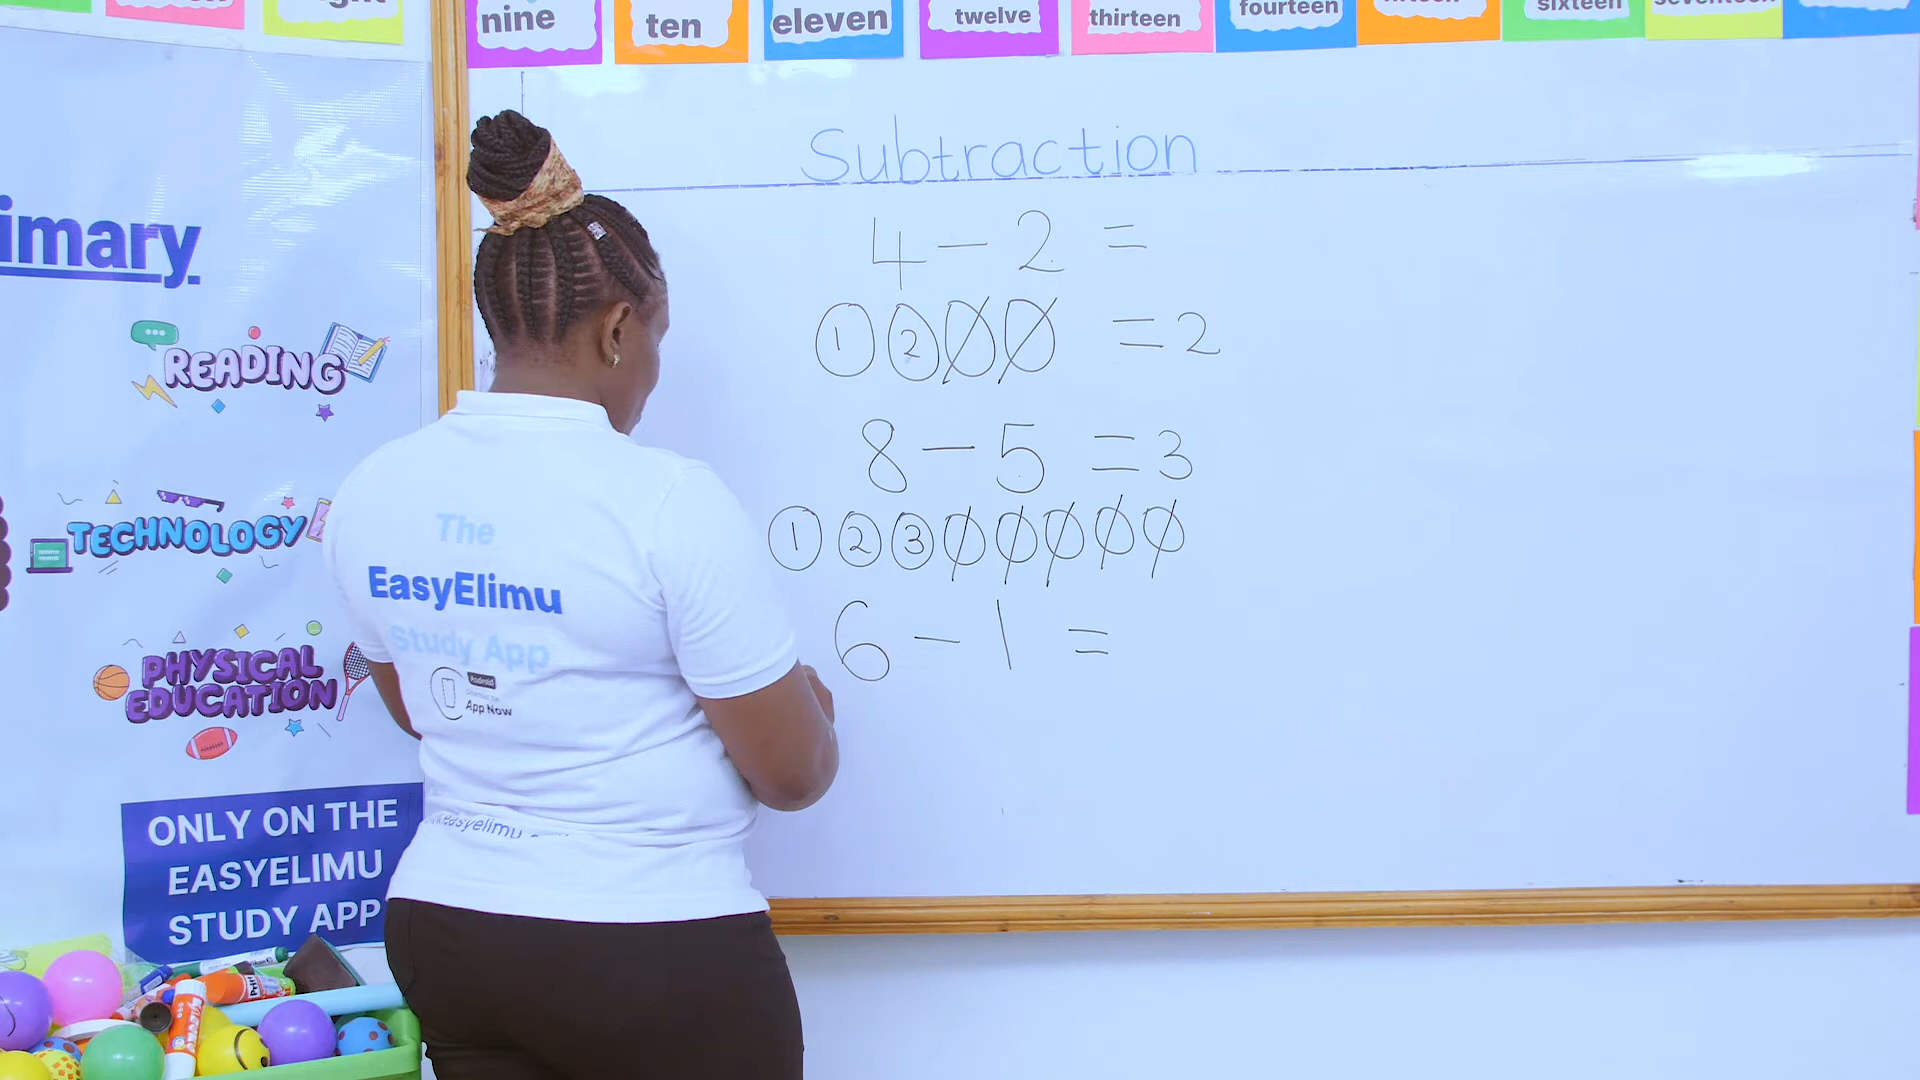 nine
ten
eleven
twelve
thirteen
fourteen
sixteen
Subtraction
4 - 2 =
1 2 = 2
8 - 5 = 3
1 2 3
6 - 1 =
imary
READING
TECHNOLOGY
PHYSICAL
EDUCATION
ONLY ON THE
EASYELIMU
STUDY APP
The
EasyElimu
Study App
Android
App Now
easyelimu